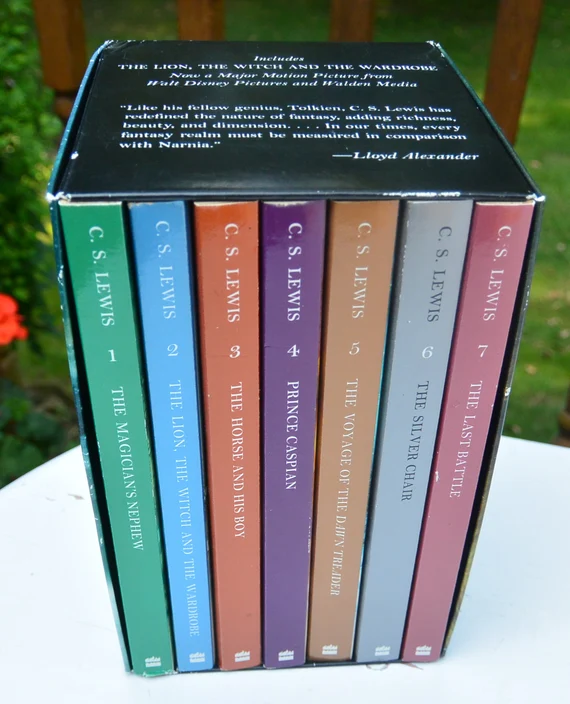 Includes
THE LION, THE WITCH AND THE WARDROBE
Now a Major Motion Picture from
Walt Disney Pictures and Walden Media
"Like his fellow genius, Tolkien, C. S. Lewis has
redefined the nature of fantasy, adding richness,
beauty, and dimension. . . . In our times, every
fantasy realm must be measured in comparison
with Narnia."
—Lloyd Alexander
C. S. LEWIS 1 THE MAGICIAN'S NEPHEW
C. S. LEWIS 2 THE LION, THE WITCH AND THE WARDROBE
C. S. LEWIS 3 THE HORSE AND HIS BOY
C. S. LEWIS 4 PRINCE CASPIAN
C. S. LEWIS 5 THE VOYAGE OF THE DAWN TREADER
C. S. LEWIS 6 THE SILVER CHAIR
C. S. LEWIS 7 THE LAST BATTLE